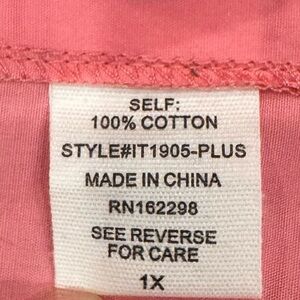 SELF:
100% COTTON
STYLE#IT1905-PLUS
MADE IN CHINA
RN162298
SEE REVERSE
FOR CARE
1X